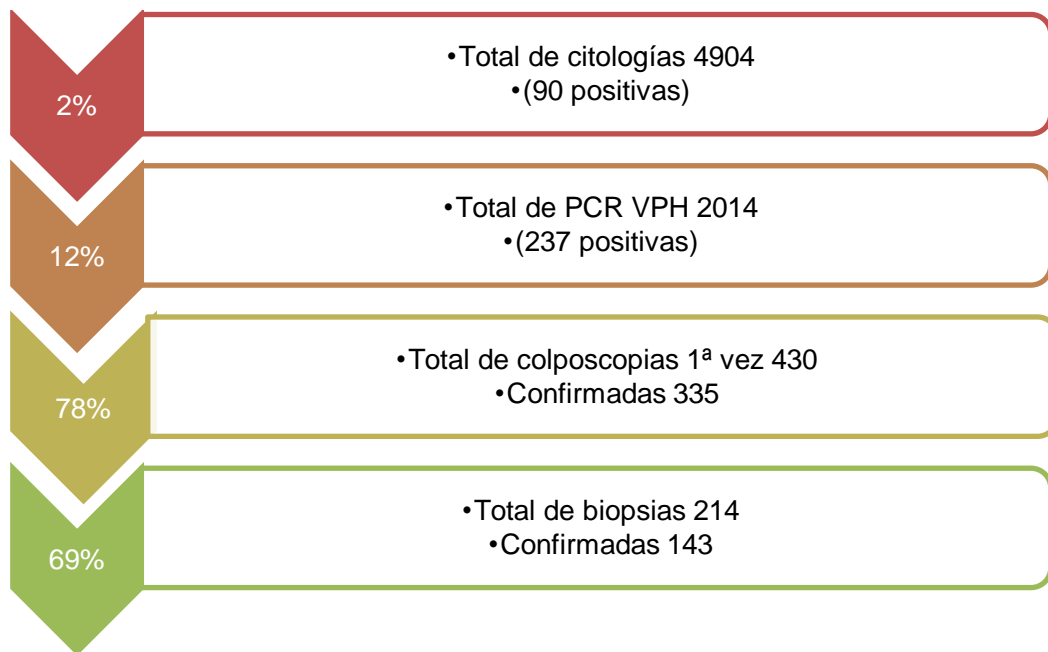 2%
•Total de citologías 4904
•(90 positivas)
12%
•Total de PCR VPH 2014
•(237 positivas)
78%
•Total de colposcopias 1ª vez 430
•Confirmadas 335
69%
•Total de biopsias 214
•Confirmadas 143